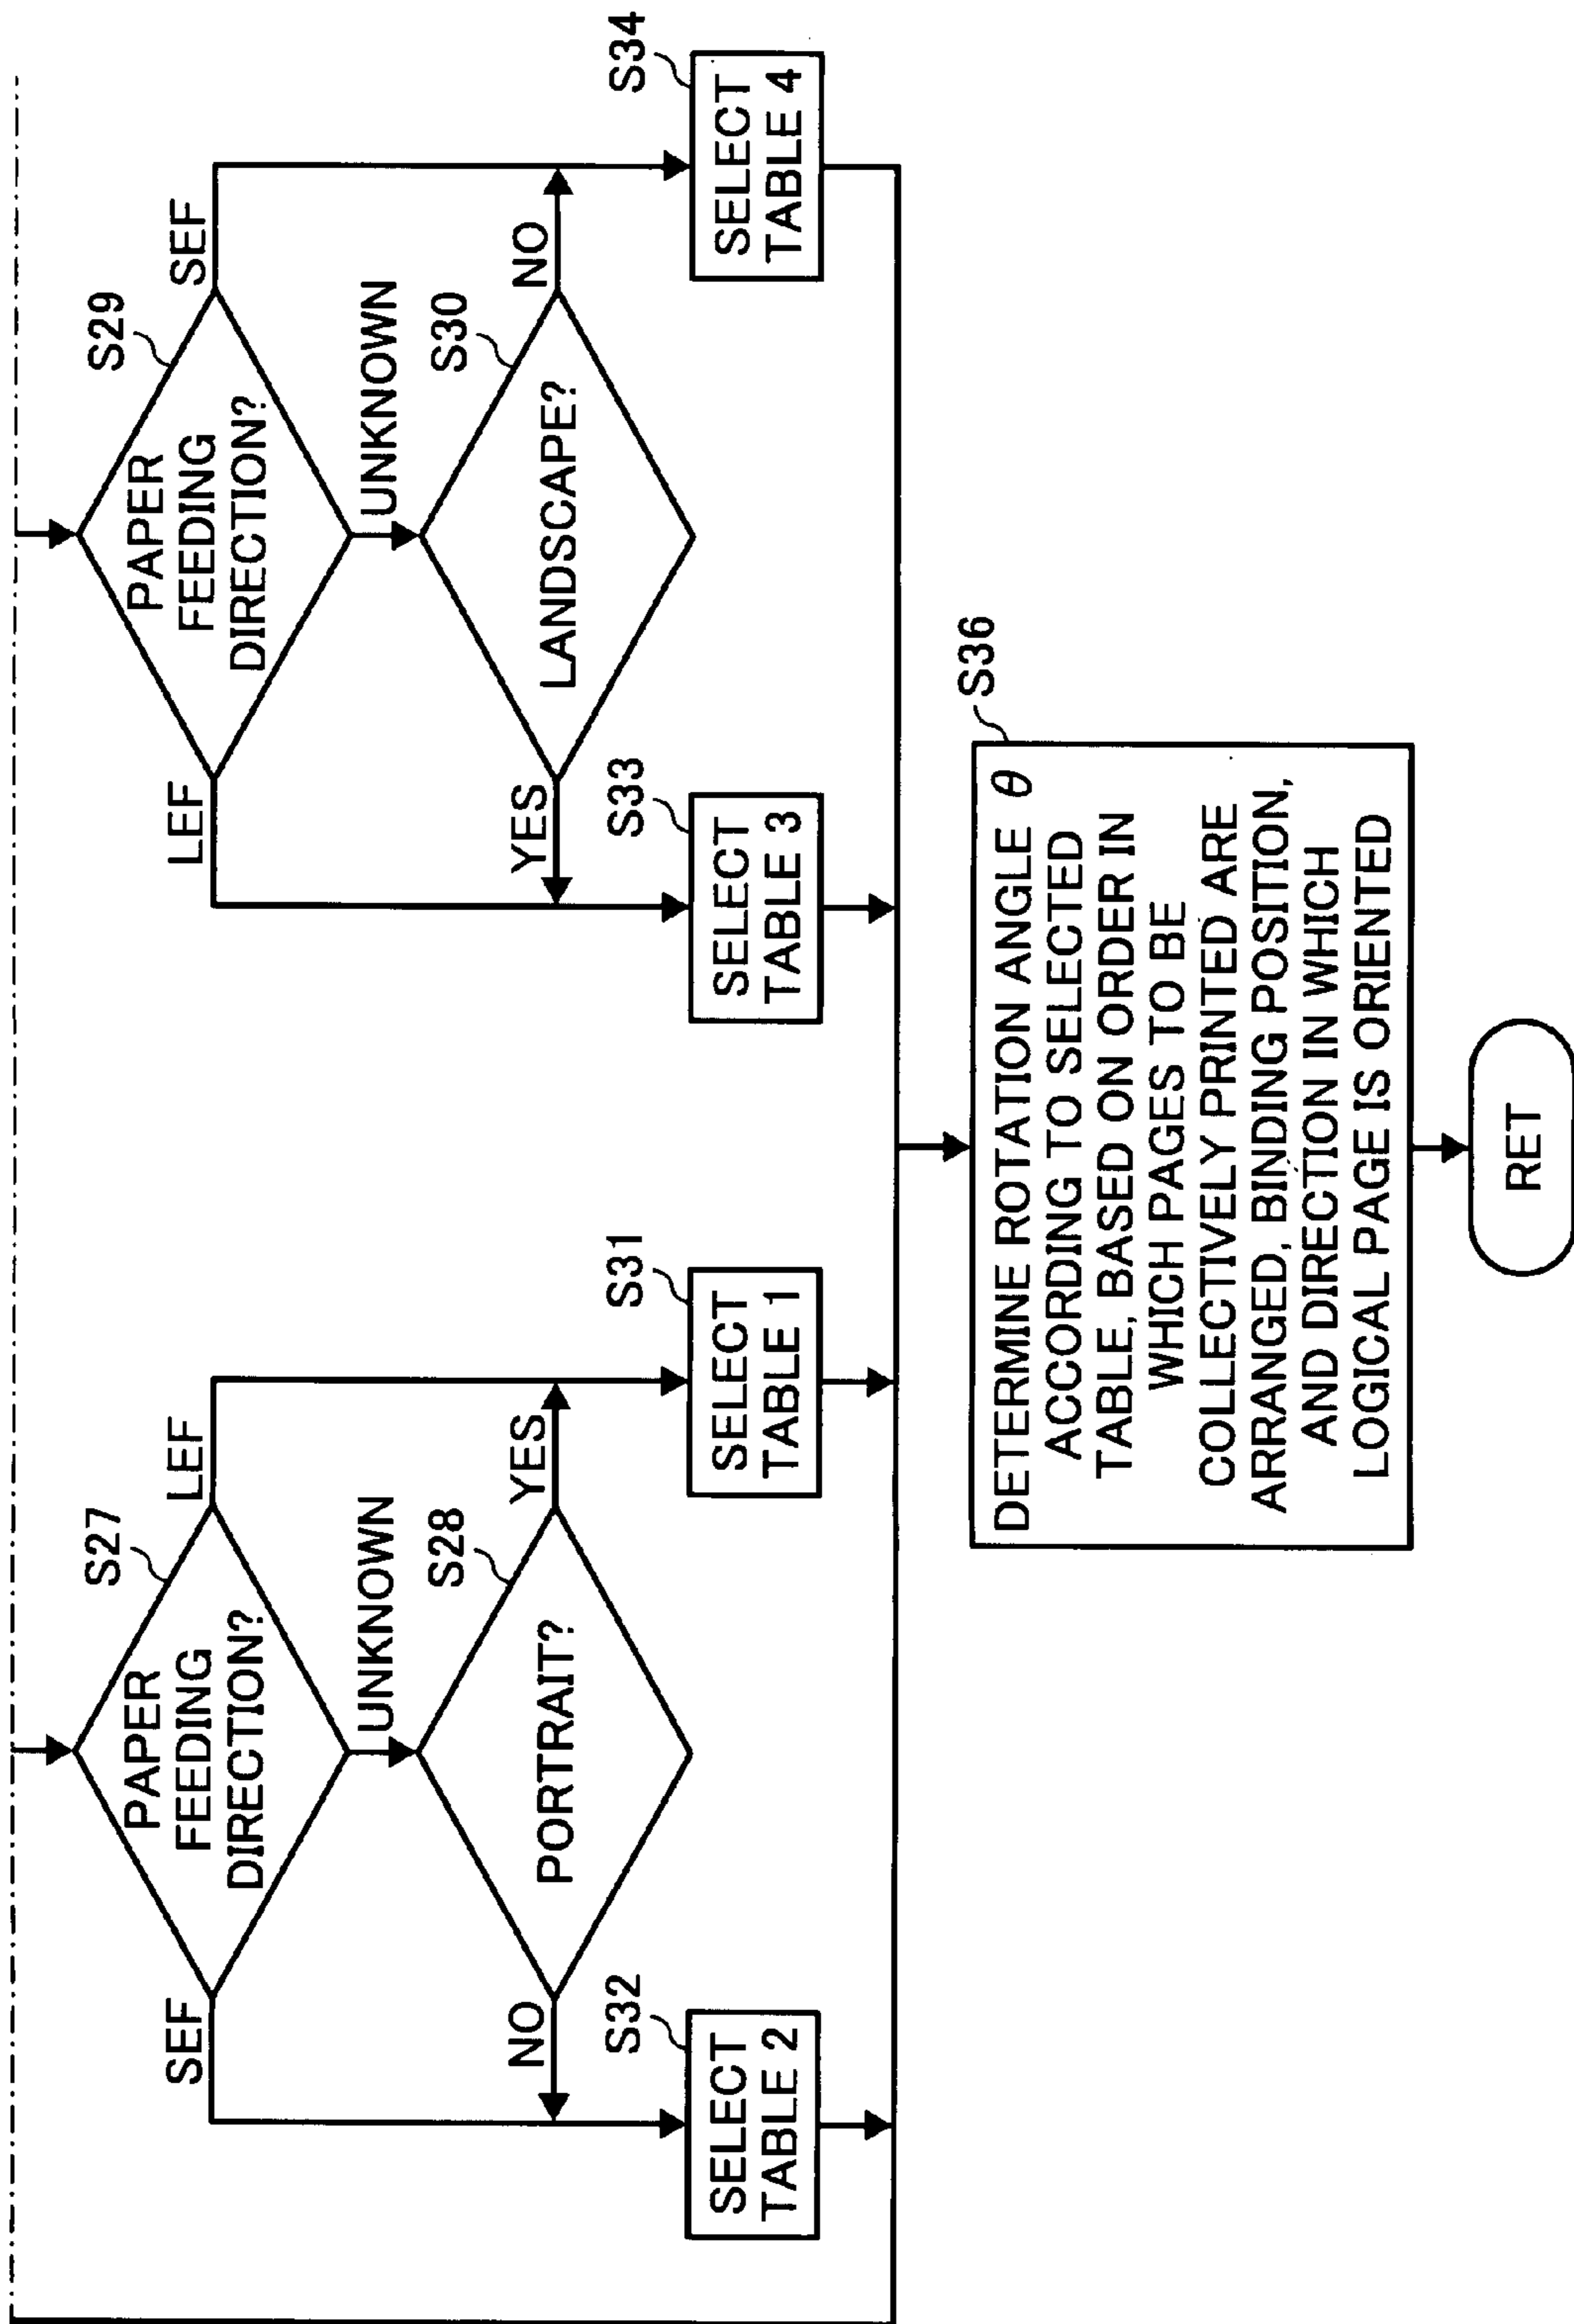 S27
PAPER
FEEDING
DIRECTION?
SEF
LEF
UNKNOWN
S28
PORTRAIT?
NO
YES
S32
SELECT
TABLE 2
S31
SELECT
TABLE 1
S29
PAPER
FEEDING
DIRECTION?
LEF
SEF
UNKNOWN
S30
LANDSCAPE?
YES
NO
S33
SELECT
TABLE 3
S34
SELECT
TABLE 4
S36
DETERMINE ROTATION ANGLE θ
ACCORDING TO SELECTED
TABLE, BASED ON ORDER IN
WHICH PAGES TO BE
COLLECTIVELY PRINTED ARE
ARRANGED, BINDING POSITION,
AND DIRECTION IN WHICH
LOGICAL PAGE IS ORIENTED
RET